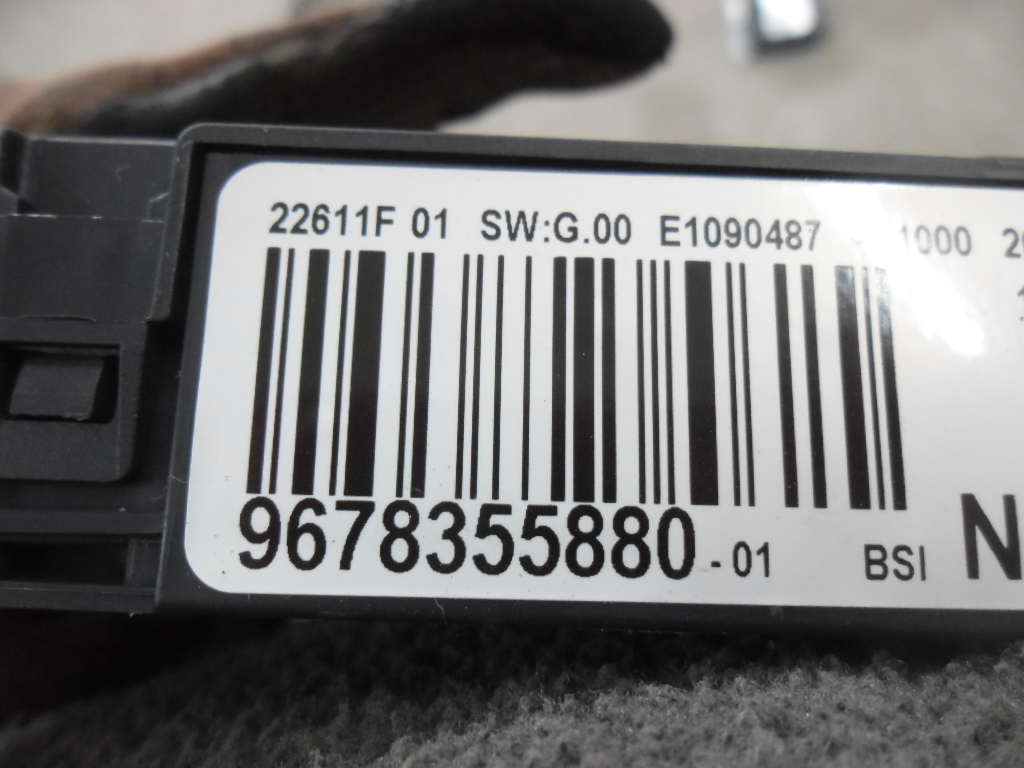 22611F 01 SW:G.00 E1090487 1000
9678355880 - 01 BSI N